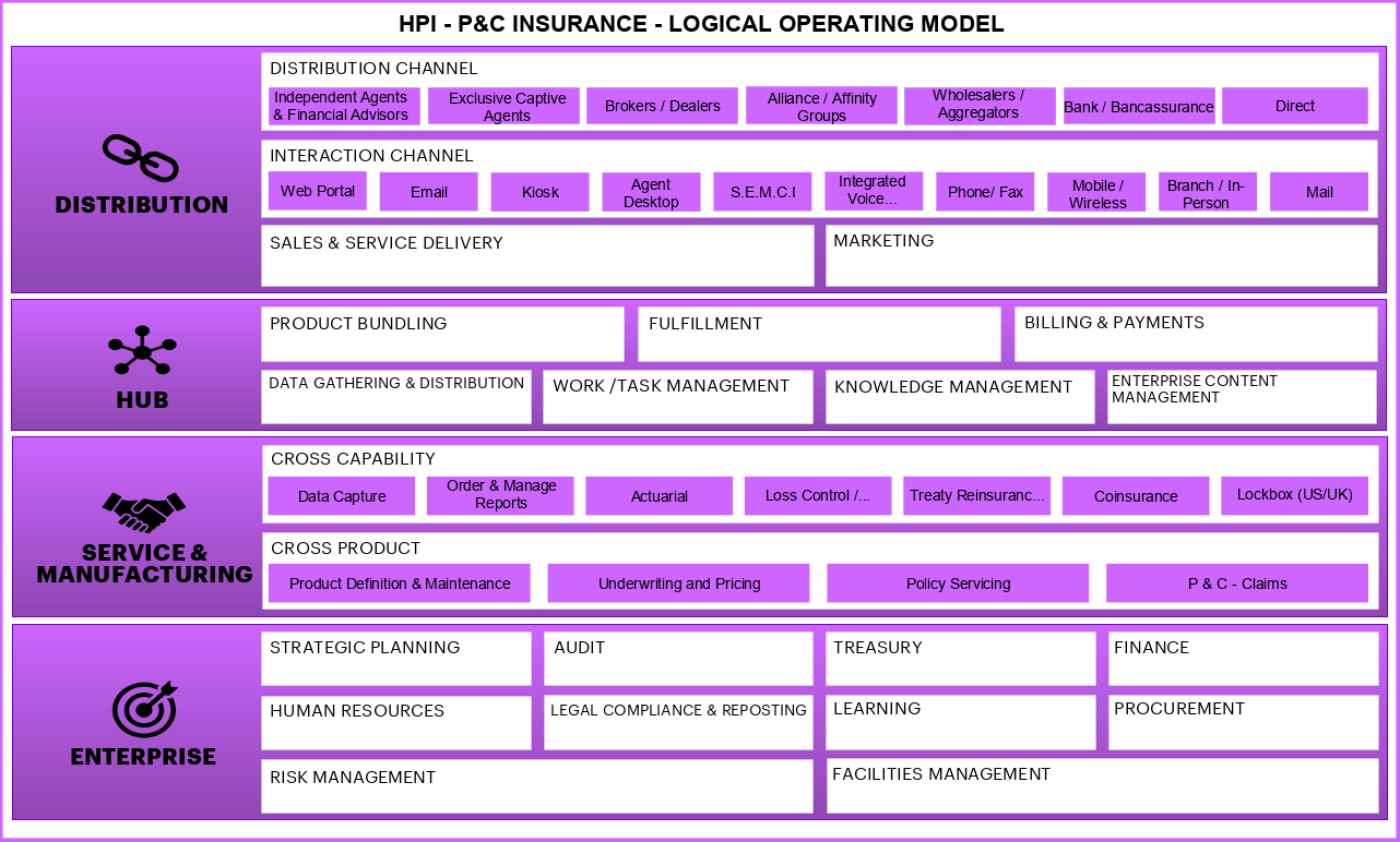 HPI - P&C INSURANCE - LOGICAL OPERATING MODEL
DISTRIBUTION
DISTRIBUTION CHANNEL
Independent Agents
& Financial Advisors
Exclusive Captive
Agents
Brokers / Dealers
Alliance / Affinity
Groups
Wholesalers /
Aggregators
Bank / Bancassurance
Direct
INTERACTION CHANNEL
Web Portal
Email
Kiosk
Agent
Desktop
S.E.M.C.I
Integrated
Voice...
Phone/ Fax
Mobile /
Wireless
Branch / In-
Person
Mail
SALES & SERVICE DELIVERY
MARKETING
HUB
PRODUCT BUNDLING
FULFILLMENT
BILLING & PAYMENTS
DATA GATHERING & DISTRIBUTION
WORK /TASK MANAGEMENT
KNOWLEDGE MANAGEMENT
ENTERPRISE CONTENT
MANAGEMENT
SERVICE &
MANUFACTURING
CROSS CAPABILITY
Data Capture
Order & Manage
Reports
Actuarial
Loss Control /...
Treaty Reinsuranc...
Coinsurance
Lockbox (US/UK)
CROSS PRODUCT
Product Definition & Maintenance
Underwriting and Pricing
Policy Servicing
P & C - Claims
ENTERPRISE
STRATEGIC PLANNING
AUDIT
TREASURY
FINANCE
HUMAN RESOURCES
LEGAL COMPLIANCE & REPOSTING
LEARNING
PROCUREMENT
RISK MANAGEMENT
FACILITIES MANAGEMENT